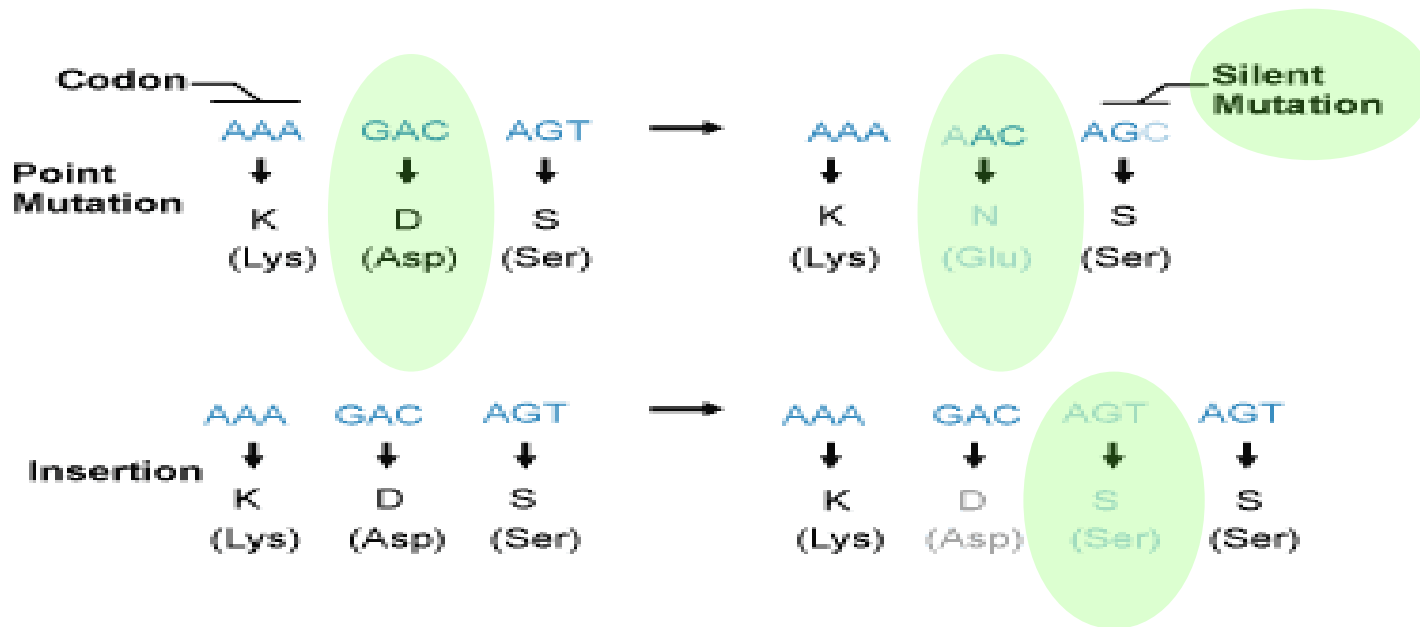 Codon
Silent
Mutation
AAA GAC AGT AAA AAC AGC
Point
Mutation
K D S K N S
(Lys) (Asp) (Ser) (Lys) (Glu) (Ser)
AAA GAC AGT AAA GAC AGT AGT
Insertion
K D S K D S S
(Lys) (Asp) (Ser) (Lys) (Asp) (Ser) (Ser)